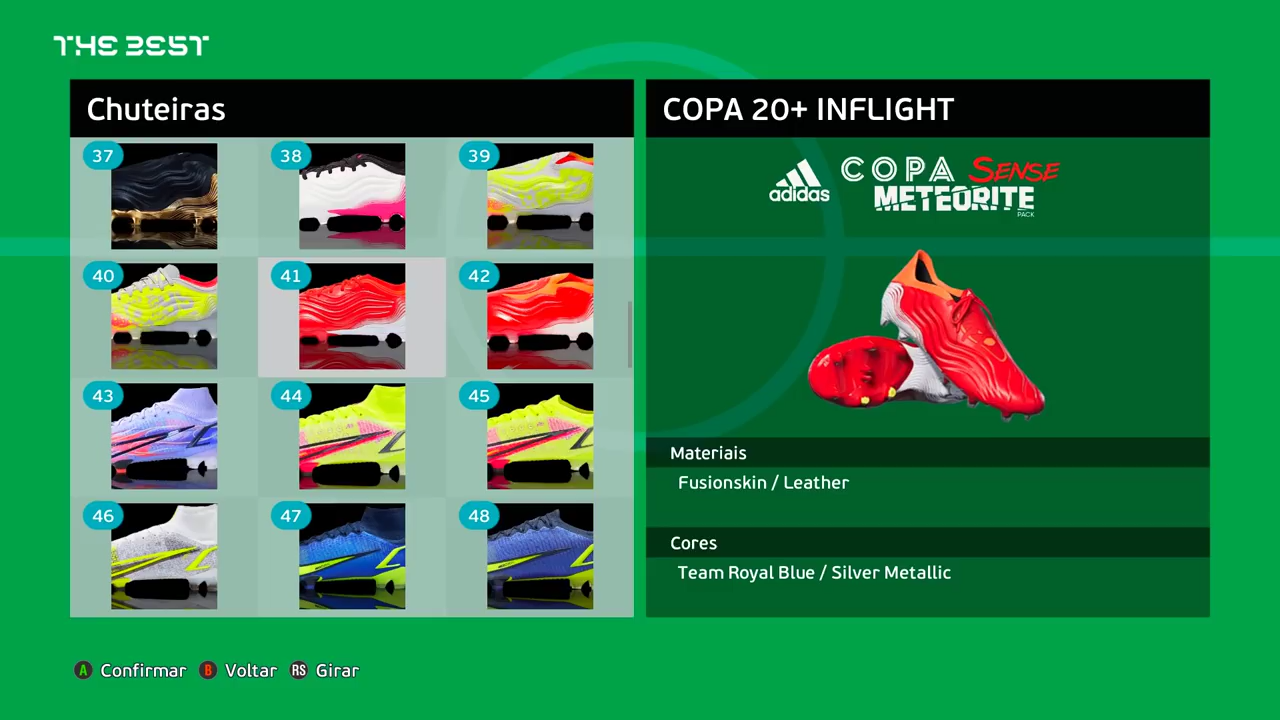 THE BEST
Chuteiras
COPA 20+ INFLIGHT
37
38
39
40
41
42
43
44
45
46
47
48
adidas
COPA SENSE
METEORITE
PACK
Materiais
Fusionskin / Leather
Cores
Team Royal Blue / Silver Metallic
A Confirmar B Voltar RS Girar